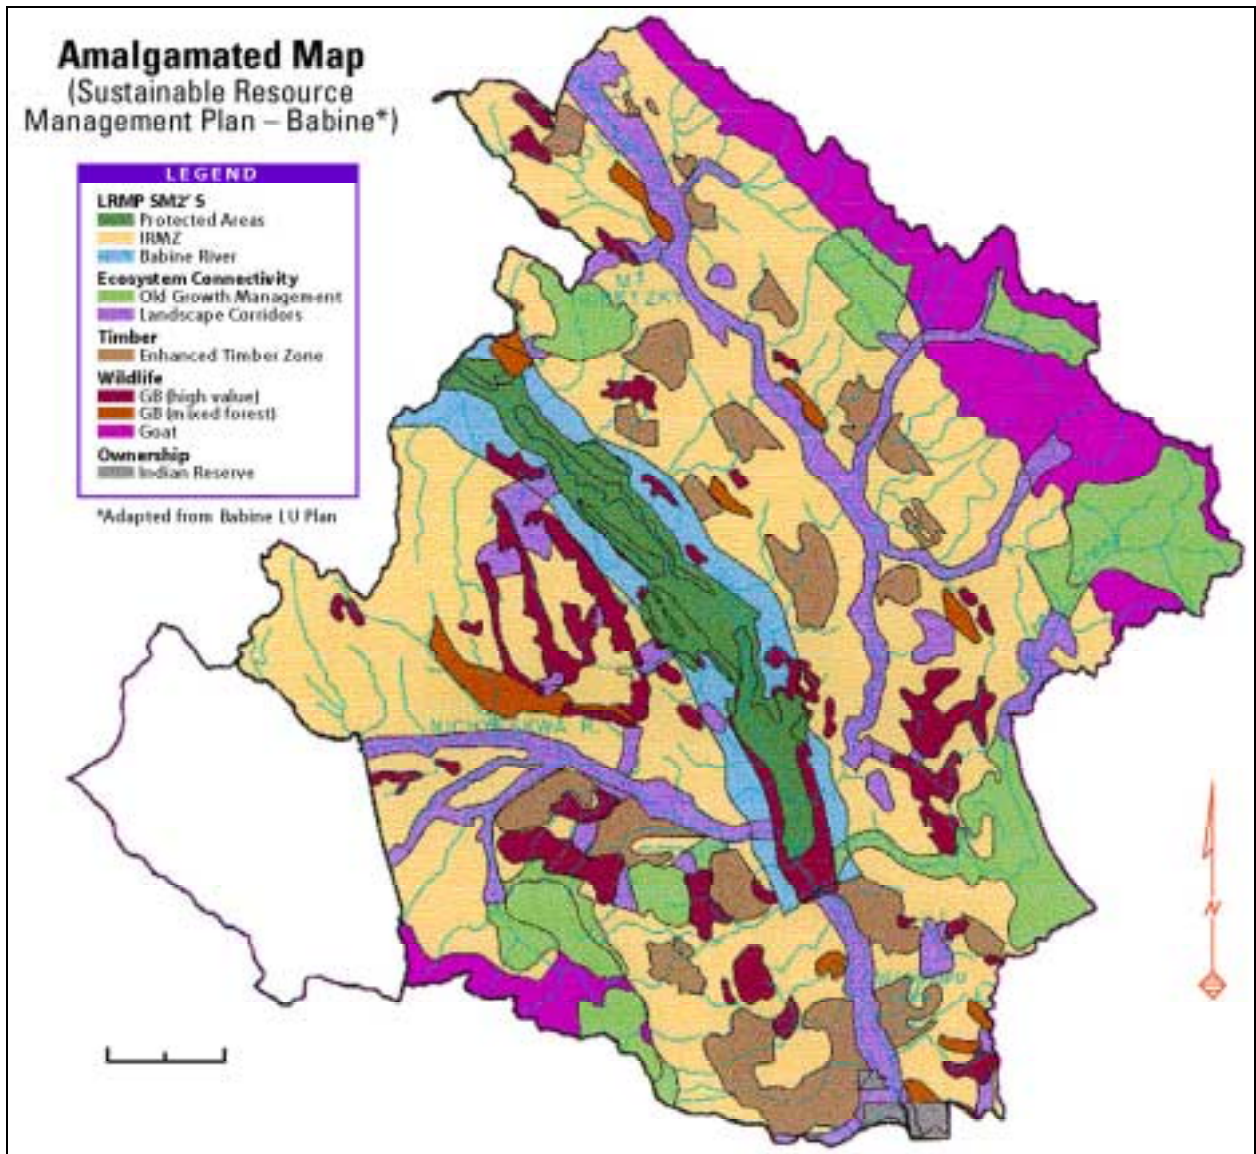 Amalgamated Map
(Sustainable Resource
Management Plan – Babine*)
LEGEND
LRMP SM2' S
Protected Areas
IRMZ
Babine River
Ecosystem Connectivity
Old Growth Management
Landscape Corridors
Timber
Enhanced Timber Zone
Wildlife
GB (high value)
GB (mixed forest)
Goat
Ownership
Indian Reserve
*Adapted from Babine LU Plan
MT.
N